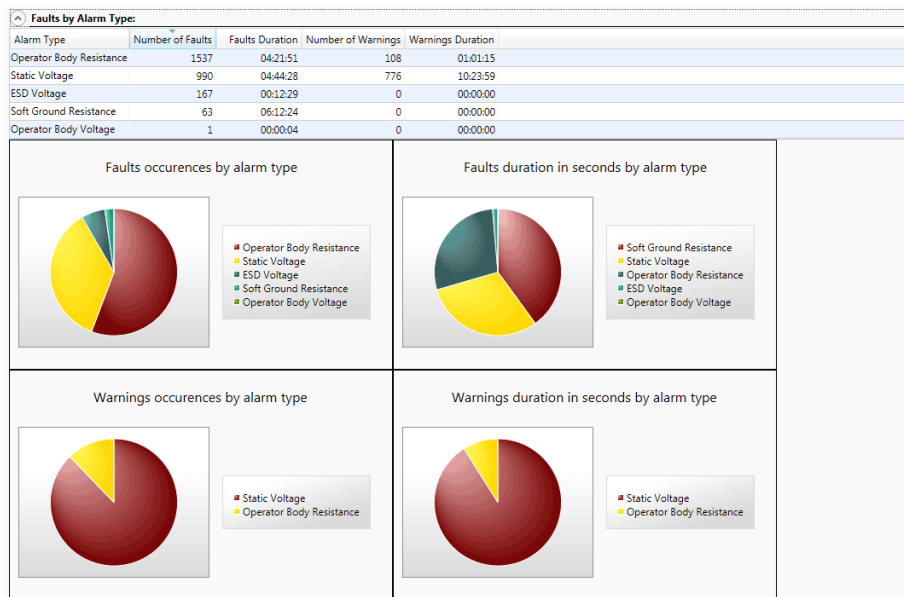 Faults by Alarm Type:
Alarm Type Number of Faults Faults Duration Number of Warnings Warnings Duration
Operator Body Resistance 1537 04:21:51 108 01:01:15
Static Voltage 990 04:44:28 776 10:23:59
ESD Voltage 167 00:12:29 0 00:00:00
Soft Ground Resistance 63 06:12:24 0 00:00:00
Operator Body Voltage 1 00:00:04 0 00:00:00
Faults occurences by alarm type
Operator Body Resistance
Static Voltage
ESD Voltage
Soft Ground Resistance
Operator Body Voltage
Faults duration in seconds by alarm type
Soft Ground Resistance
Static Voltage
Operator Body Resistance
ESD Voltage
Operator Body Voltage
Warnings occurences by alarm type
Static Voltage
Operator Body Resistance
Warnings duration in seconds by alarm type
Static Voltage
Operator Body Resistance